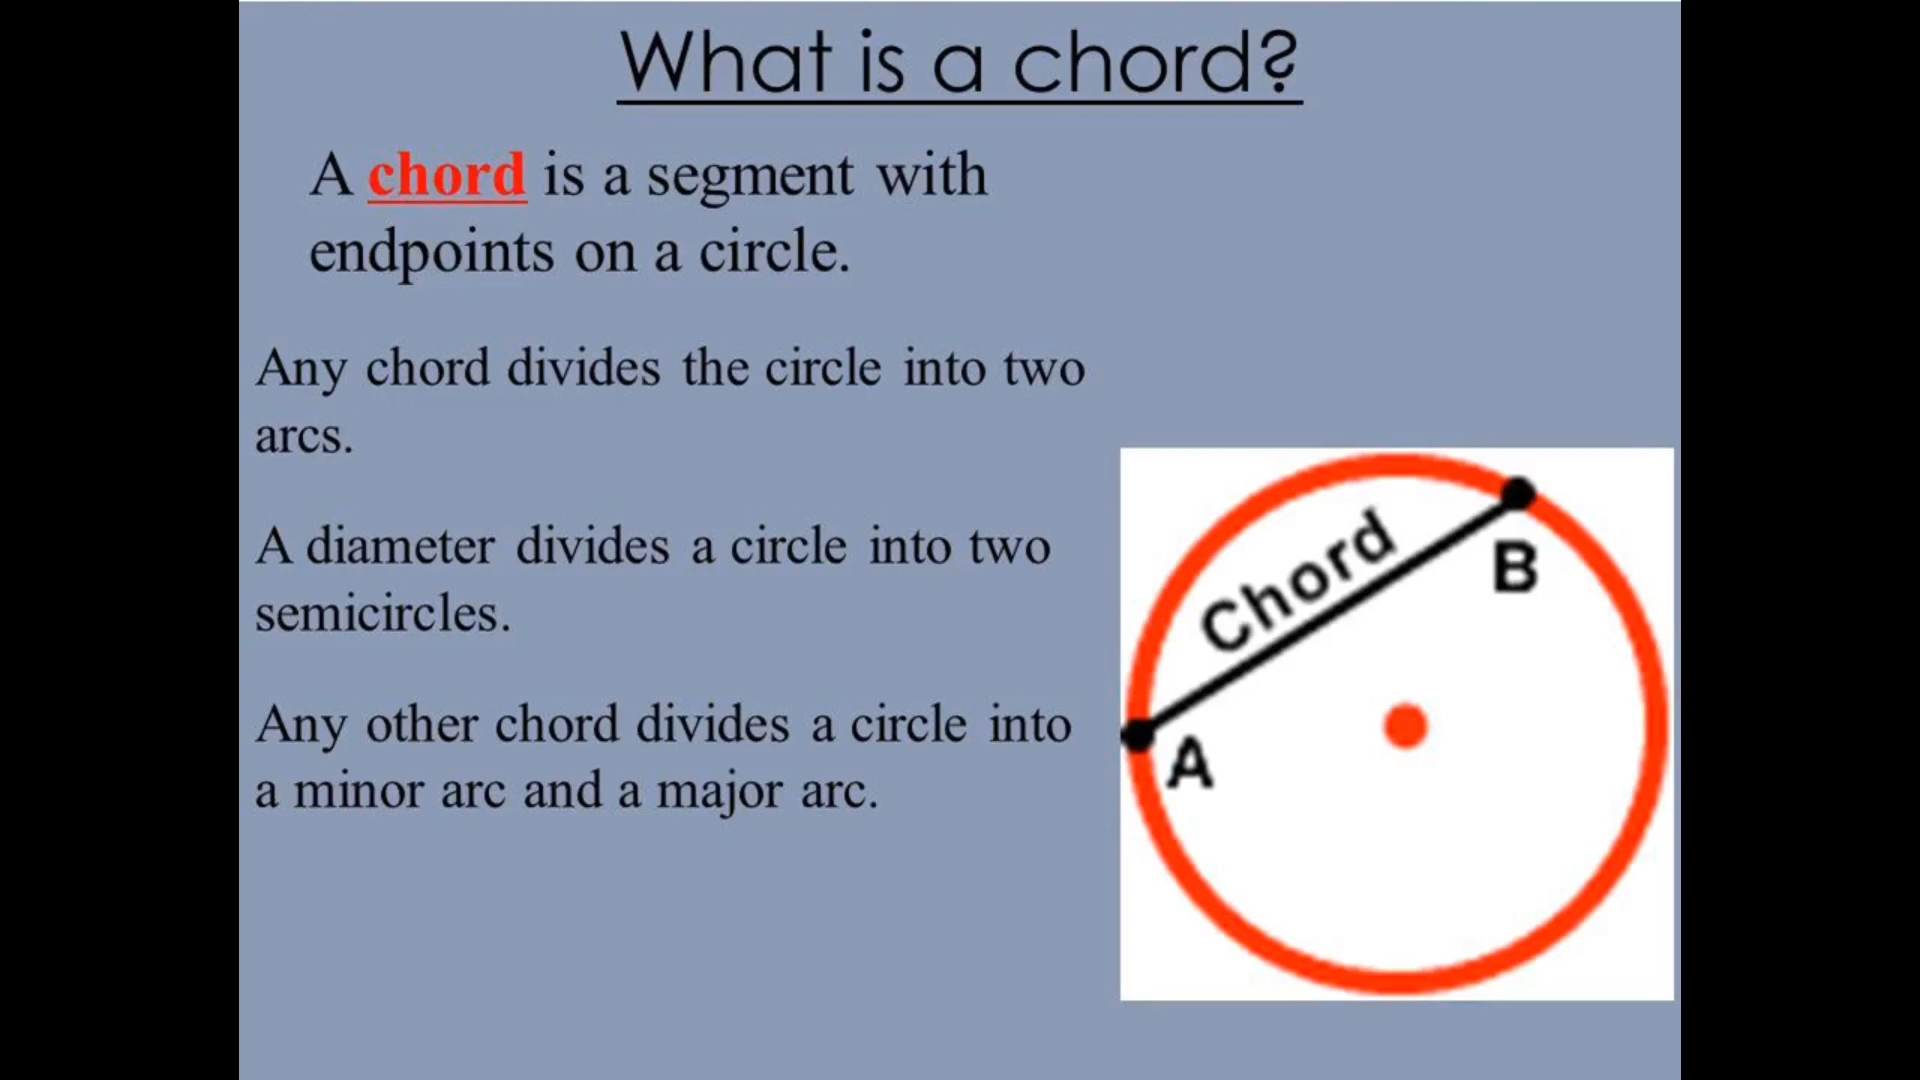 What is a chord?
A chord is a segment with
endpoints on a circle.
Any chord divides the circle into two
arcs.
A diameter divides a circle into two
semicircles.
Any other chord divides a circle into
a minor arc and a major arc.
Chord
B
A